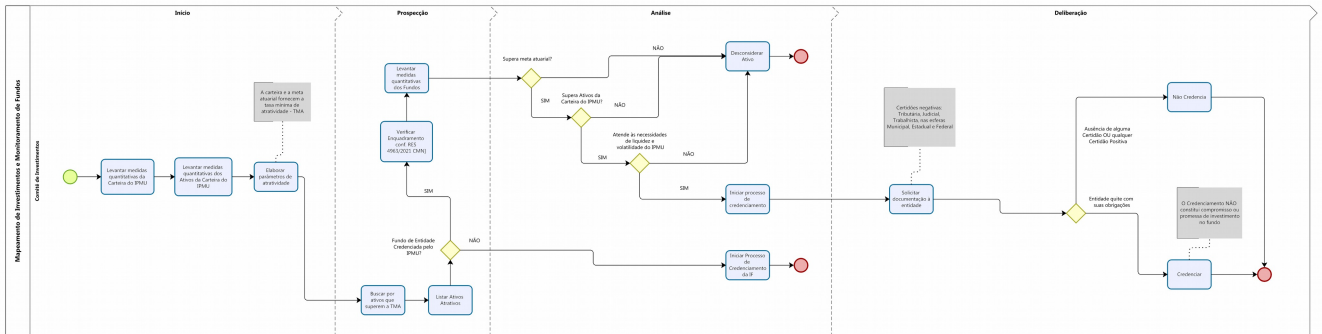 Mapeamento de Investimentos e Monitoramento de Fundos
Comitê de Investimentos
Início
Prospecção
Análise
Deliberação
Levantar medidas
quantitativas da
Carteira do IPMU
Levantar medidas
quantitativas dos
Ativos da Carteira do
IPMU
A carteira e a meta
atuarial fornecem a
taxa mínima de
atratividade - TMA
Elaborar
parâmetros de
atratividade
Buscar por
ativos que
superem a TMA
Listar Ativos
Atrativos
Fundo de Entidade
Credenciada pelo
IPMU?
SIM
NÃO
Verificar
Enquadramento
conf. RES
4963/2021 CMN)
Levantar
medidas
quantitativas
dos Fundos
Supera meta atuarial?
NÃO
SIM
Supera Ativos da
Carteira do IPMU?
NÃO
SIM
Atende às necessidades
de liquidez e
volatilidade do IPMU
NÃO
SIM
Desconsiderar
Ativo
Iniciar processo
de
credenciamento
Iniciar Processo
de
Credenciamento
da IF
Certidões negativas:
Tributária, Judicial,
Trabalhista, nas esferas
Municipal, Estadual e Federal
Solicitar
documentação à
entidade
Ausência de alguma
Certidão OU qualquer
Certidão Positiva
Não Credencia
Entidade quite com
suas obrigações
O Credenciamento NÃO
constitui compromisso ou
promessa de investimento
no fundo
Credenciar